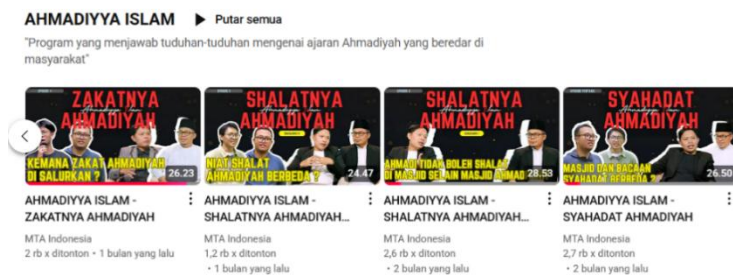 AHMADIYYA ISLAM ▶ Putar semua
"Program yang menjawab tuduhan-tuduhan mengenai ajaran Ahmadiyah yang beredar di
masyarakat"
ZAKATNYA
AHMADIYAH
KEMANA ZAKAT AHMADIYAH
DI SALURKAN ?
26.23
AHMADIYYA ISLAM -
ZAKATNYA AHMADIYAH
MTA Indonesia
2 rb x ditonton • 1 bulan yang lalu
SHALATNYA
AHMADIYAH
NIAT SHALAT
AHMADIYAH BERBEDA ?
24.47
AHMADIYYA ISLAM -
SHALATNYA AHMADIYAH...
MTA Indonesia
1,2 rb x ditonton
• 1 bulan yang lalu
SHALATNYA
AHMADIYAH
AHMADI TIDAK BOLEH SHALAT
DI MASJID SELAIN MASJID AHMAD
28.53
AHMADIYYA ISLAM -
SHALATNYA AHMADIYAH...
MTA Indonesia
2,6 rb x ditonton
• 2 bulan yang lalu
SYAHADAT
AHMADIYAH
MASJID DAN BACAAN
SYAHADAT BERBEDA ?
26.50
AHMADIYYA ISLAM -
SYAHADAT AHMADIYAH
MTA Indonesia
2,7 rb x ditonton
• 2 bulan yang lalu